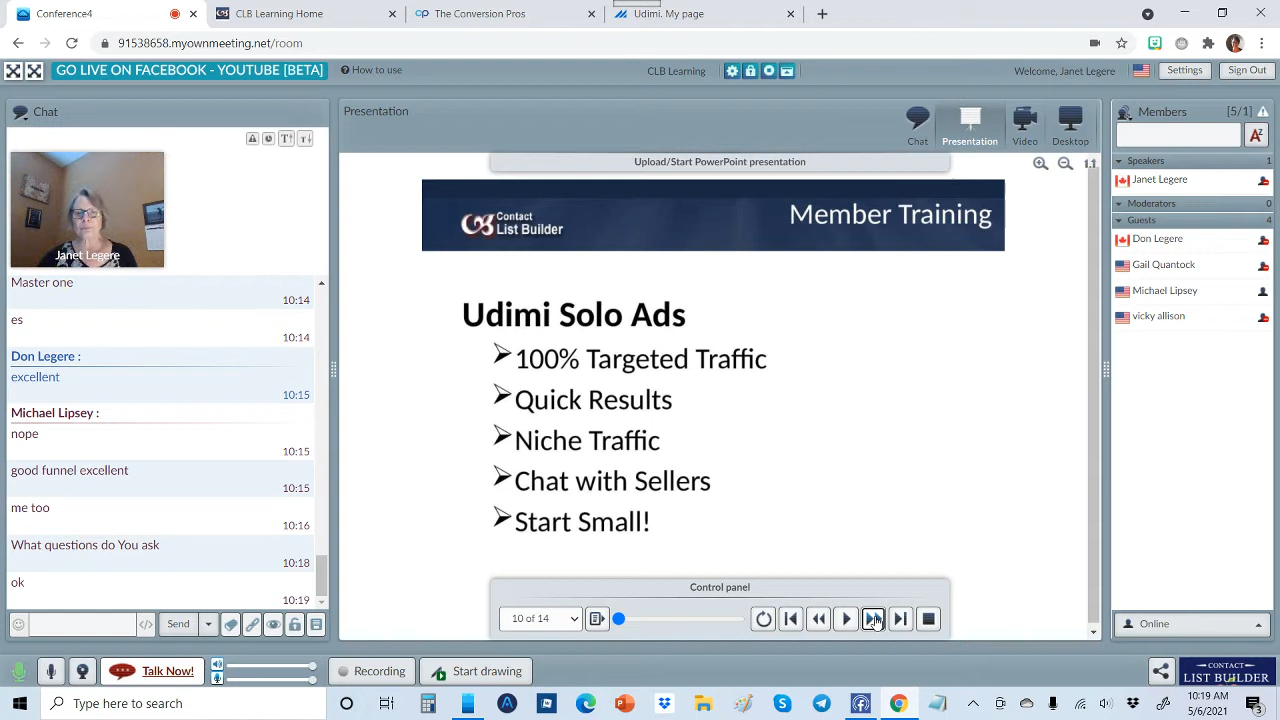 Conference4
CLB Learning Home
The Conversion Pros
Udimi. My page
91538658.myownmeeting.net/room
GO LIVE ON FACEBOOK - YOUTUBE [BETA]
How to use
CLB Learning
Welcome, Janet Legere
Settings
Sign Out
Chat
Janet Legere
Master one
10:14
es
10:14
Don Legere :
excellent
10:15
Michael Lipsey :
nope
10:15
good funnel excellent
10:15
me too
10:16
What questions do You ask
10:18
ok
10:19
Send
Presentation
Chat
Presentation
Video
Desktop
Upload/Start PowerPoint presentation
1:1
Contact
List Builder
Member Training
Udimi Solo Ads
100% Targeted Traffic
Quick Results
Niche Traffic
Chat with Sellers
Start Small!
Control panel
10 of 14
Members
[5/1]
Speakers 1
Janet Legere
Moderators 0
Guests 4
Don Legere
Gail Quantock
Michael Lipsey
vicky allison
Online
Talk Now!
Recording
Start drawing
CONTACT
LIST BUILDER
Type here to search
10:19 AM
5/6/2021
3